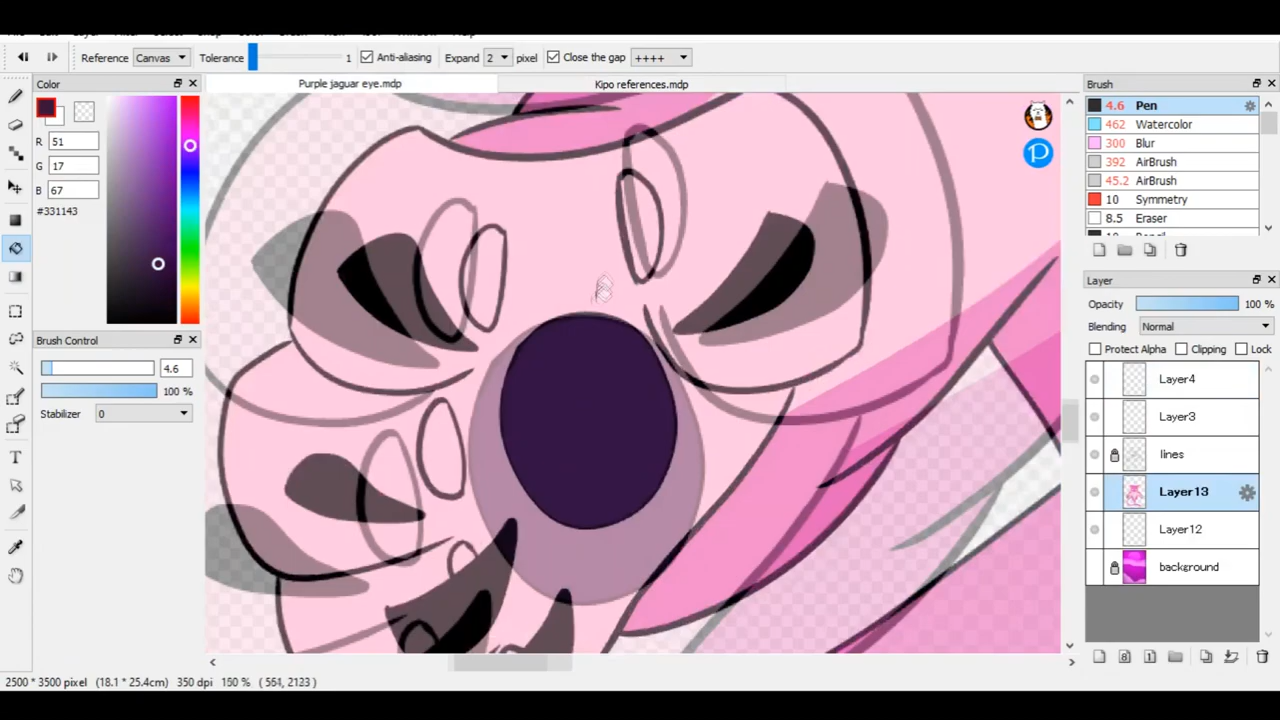 Reference Canvas Tolerance 1 Anti-aliasing Expand 2 pixel Close the gap ++++
Color
Purple jaguar eye.mdp
Kipo references.mdp
Brush
R 51
G 17
B 67
#331143
4.6 Pen
462 Watercolor
300 Blur
392 AirBrush
45.2 AirBrush
10 Symmetry
8.5 Eraser
Brush Control
4.6
100 %
Stabilizer 0
Layer
Opacity 100 %
Blending Normal
Protect Alpha Clipping Lock
Layer4
Layer3
lines
Layer13
Layer12
background
2500 * 3500 pixel (18.1 * 25.4cm) 350 dpi 150 % ( 564, 2123 )